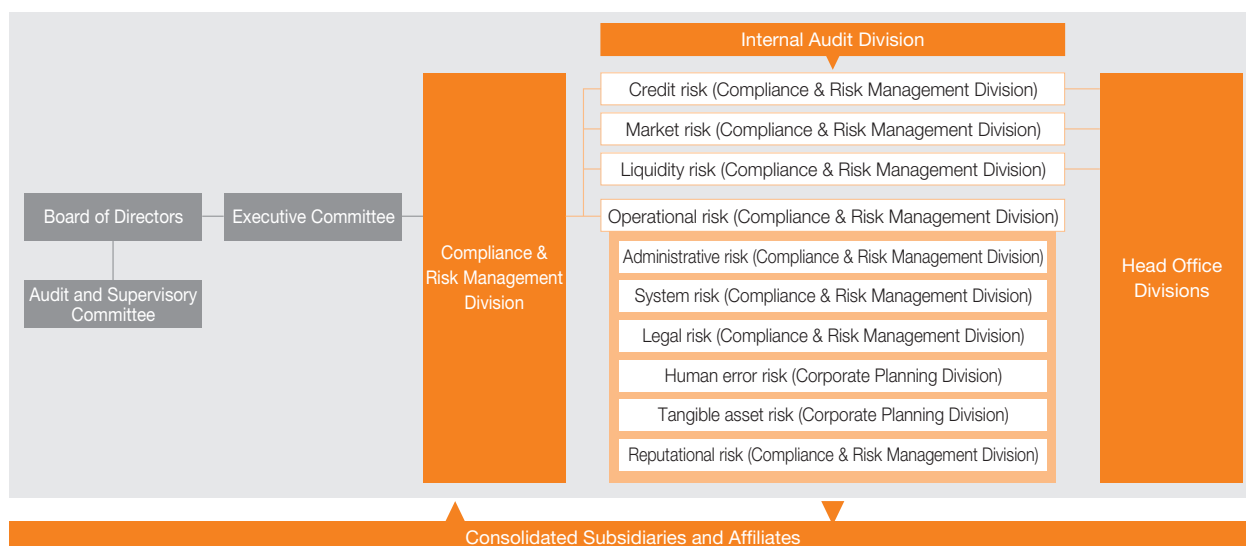 Internal Audit Division
Credit risk (Compliance & Risk Management Division)
Market risk (Compliance & Risk Management Division)
Liquidity risk (Compliance & Risk Management Division)
Board of Directors
Executive Committee
Operational risk (Compliance & Risk Management Division)
Audit and Supervisory
Committee
Compliance &
Risk Management
Division
Administrative risk (Compliance & Risk Management Division)
System risk (Compliance & Risk Management Division)
Legal risk (Compliance & Risk Management Division)
Human error risk (Corporate Planning Division)
Tangible asset risk (Corporate Planning Division)
Reputational risk (Compliance & Risk Management Division)
Head Office
Divisions
Consolidated Subsidiaries and Affiliates